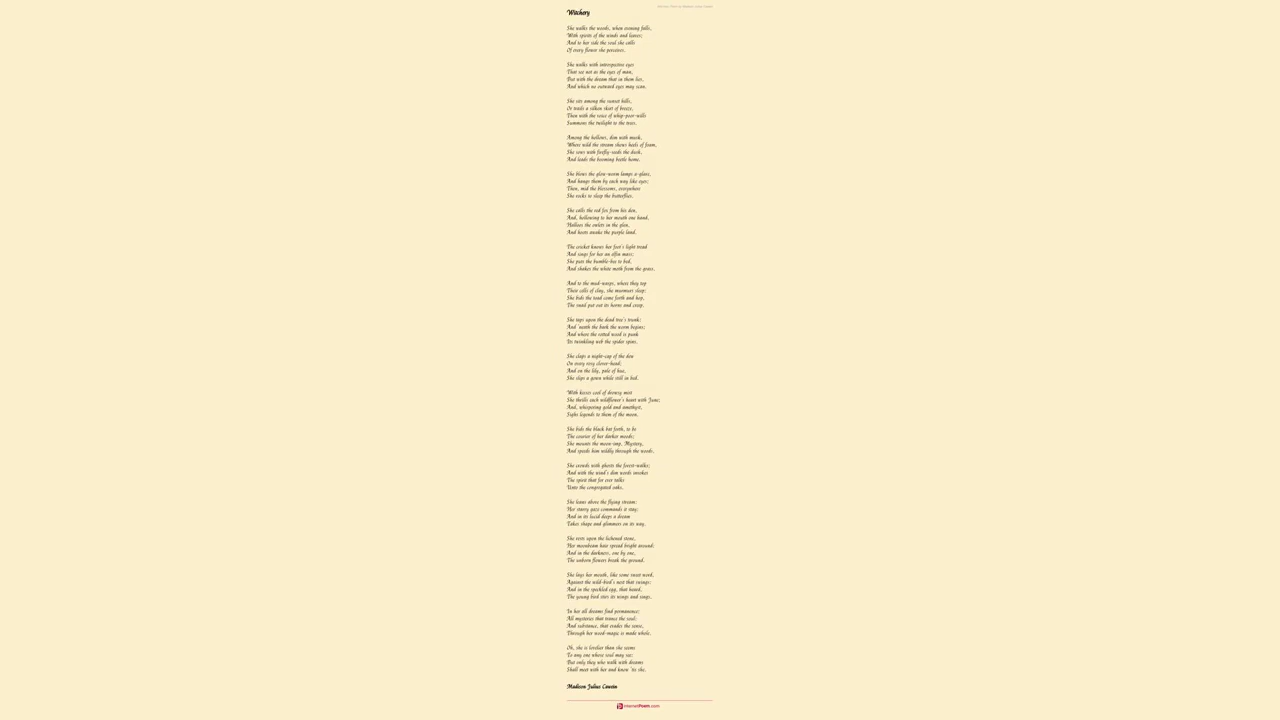 Witchery
She walks the woods, when evening falls,
With spirits of the winds and leaves;
And to her side the soul she calls
Of every flower she perceives.
She walks with introspective eyes
That see not as the eyes of man,
But with the dream that in them lies,
And which no outward eyes may scan.
She sits among the sunset hills,
Or trails a silken skirt of breeze,
Then with the voice of whip-poor-wills
Summons the twilight to the trees.
Among the hollows, dim with musk,
Where wild the stream shows heels of foam,
She sows with firefly-seeds the dusk,
And leads the booming beetle home.
She blows the glow-worm lamps a-glare,
And hangs them by each way like eyes;
Then, mid the blossoms, everywhere
She rocks to sleep the butterflies.
She calls the red fox from his den,
And, hollowing to her mouth one hand,
Halloos the owlets in the glen,
And hoots awake the purple land.
The cricket knows her foot's light tread
And sings for her an elfin mass;
She puts the bumble-bee to bed,
And shakes the white moth from the grass.
And to the mud-wasps, where they top
Their cells of clay, she murmurs sleep:
She bids the toad come forth and hop,
The snail put out its horns and creep.
She taps upon the dead tree's trunk:
And 'neath the bark the worm begins;
And where the rotted wood is punk
Its twinkling web the spider spins.
She claps a night-cap of the dew
On every rosy clover-head;
And on the lily, pale of hue,
She slips a gown while still in bed.
With kisses cool of drowsy mist
She thrills each wildflower's heart with June;
And, whispering gold and amethyst,
Sighs legends to them of the moon.
She bids the black bat forth, to be
The courier of her darker moods;
She mounts the moon-imp, Mystery,
And speeds him wildly through the woods.
She crowds with ghosts the forest-walks;
And with the wind's dim words invokes
The spirit that for ever talks
Unto the congregated oaks.
She leans above the flying stream:
Her starry gaze commands it stay;
And in its lucid deeps a dream
Takes shape and glimmers on its way.
She rests upon the lichened stone,
Her moonbeam hair spread bright around:
And in the darkness, one by one,
The unborn flowers break the ground.
She lays her mouth, like some sweet word,
Against the wild-bird's nest that swings:
And in the speckled egg, that heard,
The young bird stirs its wings and sings.
In her all dreams find permanence:
All mysteries that trance the soul:
And substance, that evades the sense,
Through her wood-magic is made whole.
Oh, she is lovelier than she seems
To any one whose soul may see:
But only they who walk with dreams
Shall meet with her and know 'tis she.
Madison Julius Cawein
InternetPoem.com